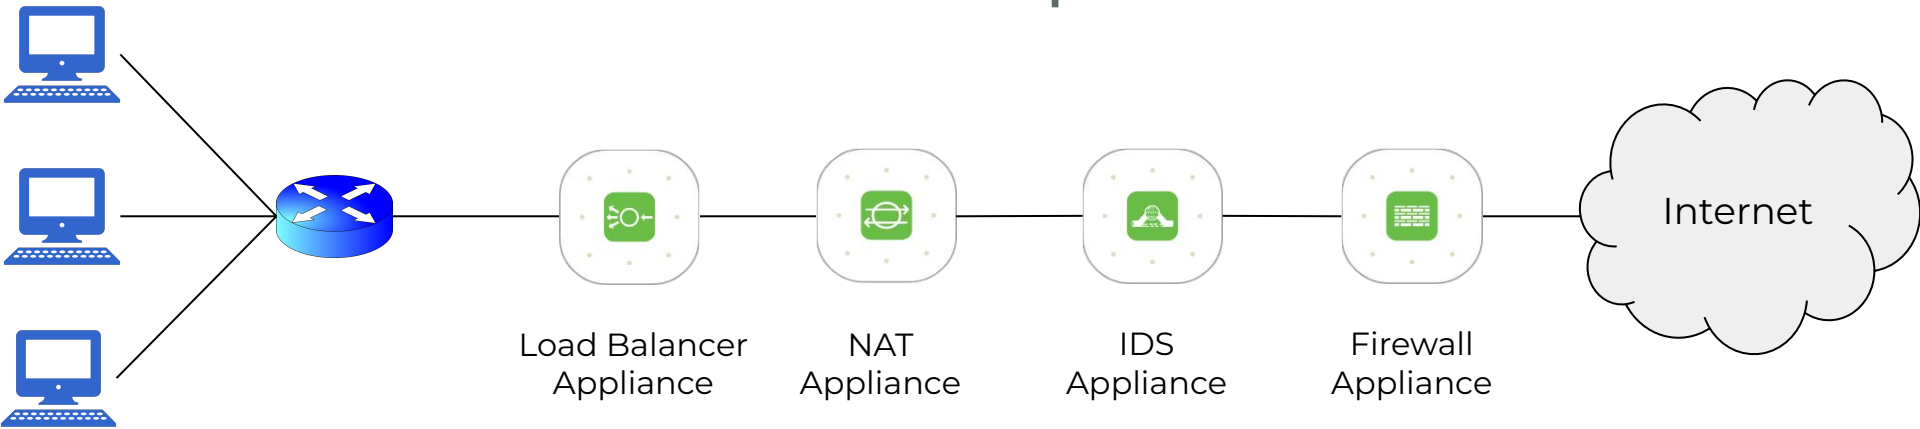 Internet
Load Balancer
Appliance
NAT
Appliance
IDS
Appliance
Firewall
Appliance